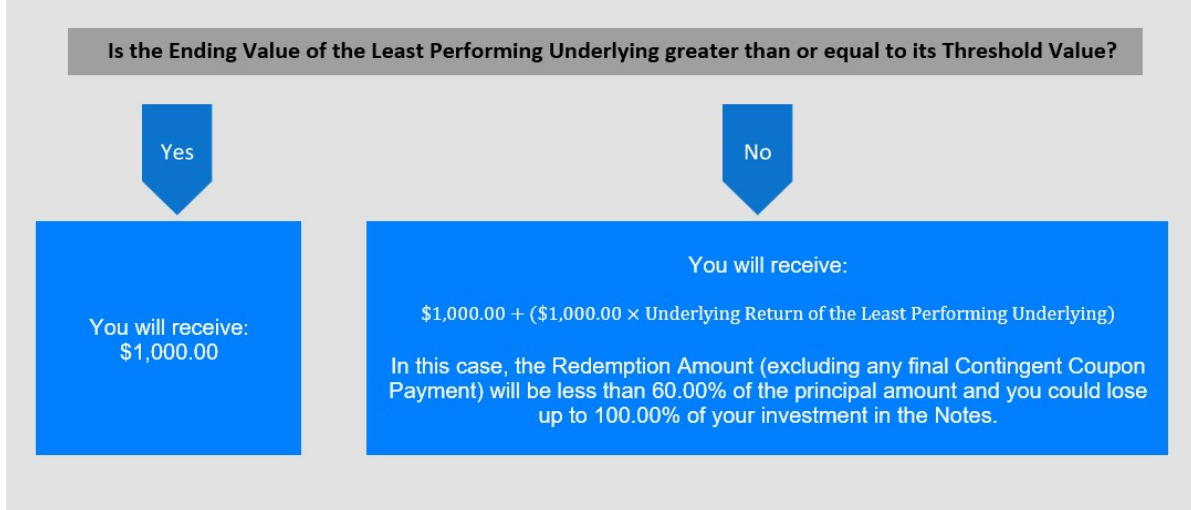 Is the Ending Value of the Least Performing Underlying greater than or equal to its Threshold Value?
Yes
No
You will receive:
$1,000.00
You will receive:
$1,000.00 + ($1,000.00 × Underlying Return of the Least Performing Underlying)
In this case, the Redemption Amount (excluding any final Contingent Coupon
Payment) will be less than 60.00% of the principal amount and you could lose
up to 100.00% of your investment in the Notes.